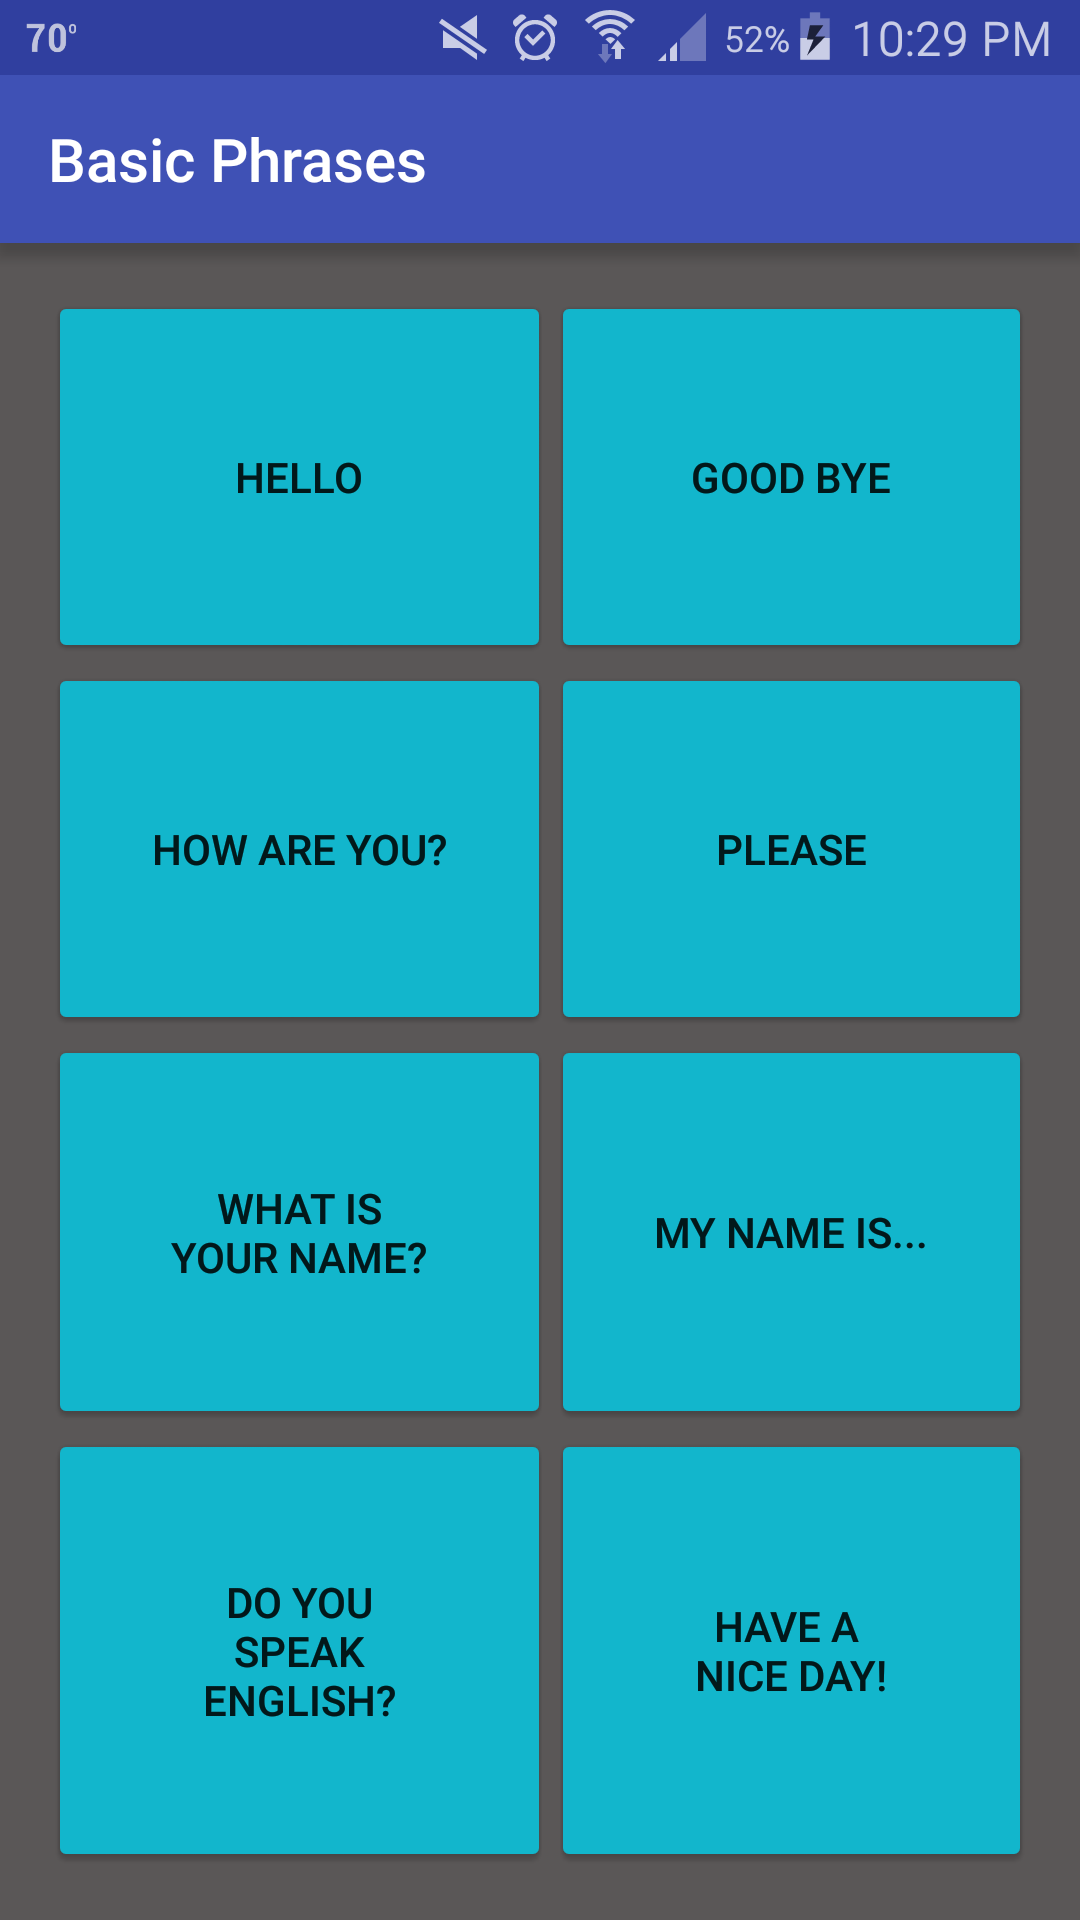 70°
52%
10:29 PM
Basic Phrases
HELLO
GOOD BYE
HOW ARE YOU?
PLEASE
WHAT IS
YOUR NAME?
MY NAME IS...
DO YOU
SPEAK
ENGLISH?
HAVE A
NICE DAY!